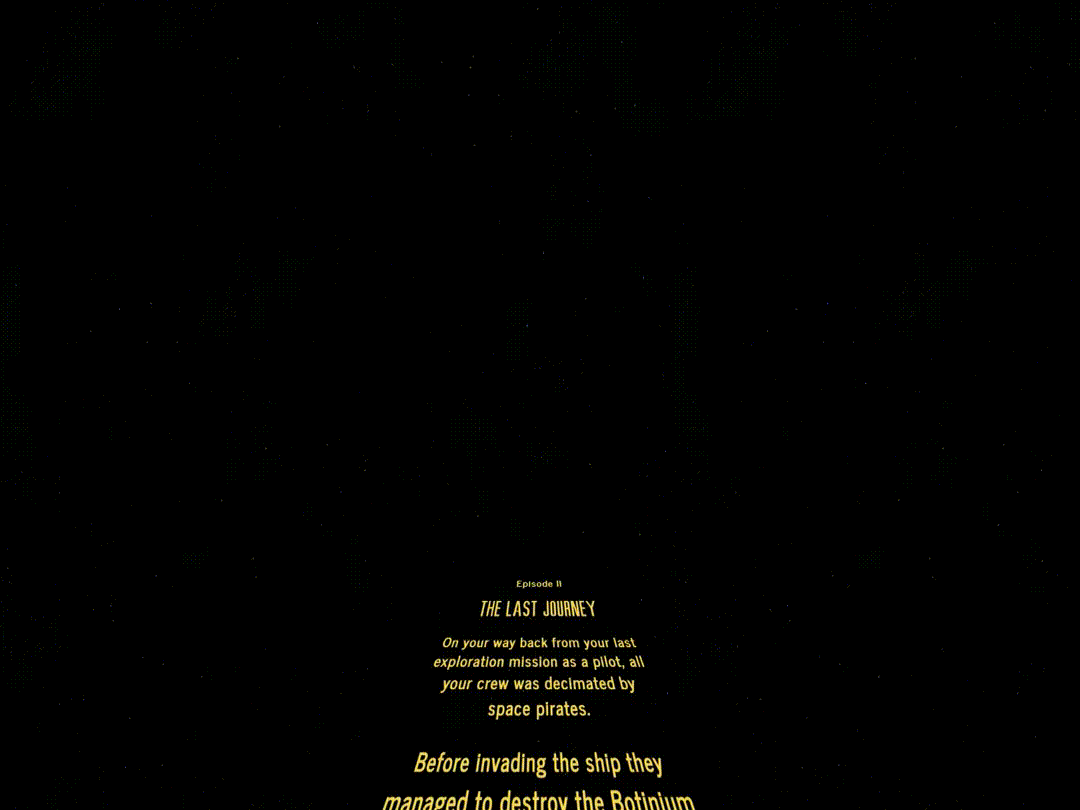 Episode II
THE LAST JOURNEY
On your way back from your last
exploration mission as a pilot, all
your crew was decimated by
space pirates.
Before invading the ship they
managed to destroy the Botinium